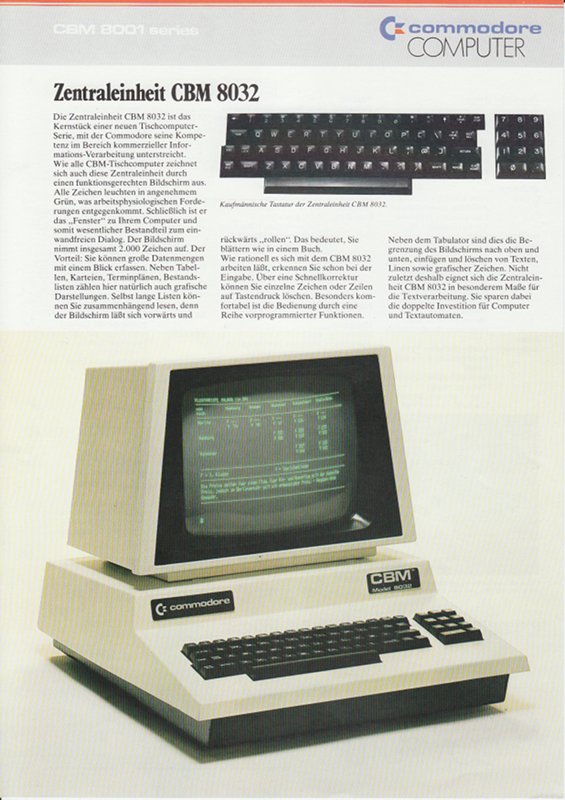 CBM 8001 series
commodore
COMPUTER
Zentraleinheit CBM 8032
Die Zentraleinheit CBM 8032 ist das
Kernstück einer neuen Tischcomputer-
Serie, mit der Commodore seine Kompe-
tenz im Bereich kommerzieller Infor-
mations-Verarbeitung unterstreicht.
Wie alle CBM-Tischcomputer zeichnet
sich auch diese Zentraleinheit durch
einen funktionsgerechten Bildschirm aus.
Alle Zeichen leuchten in angenehmem
Grün, was arbeitsphysiologischen Forde-
rungen entgegenkommt. Schließlich ist er
das „Fenster" zu Ihrem Computer und
somit wesentlicher Bestandteil zum ein-
wandfreien Dialog. Der Bildschirm
nimmt insgesamt 2.000 Zeichen auf. Der
Vorteil: Sie können große Datenmengen
mit einem Blick erfassen. Neben Tabel-
len, Karteien, Terminplänen, Bestands-
listen zählen hier natürlich auch grafische
Darstellungen. Selbst lange Listen kön-
nen Sie zusammenhängend lesen, denn
der Bildschirm läßt sich vorwärts und
Kaufmännische Tastatur der Zentraleinheit CBM 8032.
rückwärts „rollen". Das bedeutet, Sie
blättern wie in einem Buch.
Wie rationell es sich mit dem CBM 8032
arbeiten läßt, erkennen Sie schon bei der
Eingabe. Über eine Schnellkorrektur
können Sie einzelne Zeichen oder Zeilen
auf Tastendruck löschen. Besonders kom-
fortabel ist die Bedienung durch eine
Reihe vorprogrammierter Funktionen.
Neben dem Tabulator sind dies die Be-
grenzung des Bildschirms nach oben und
unten, einfügen und löschen von Texten,
Linen sowie grafischer Zeichen. Nicht
zuletzt deshalb eignet sich die Zentralein-
heit CBM 8032 in besonderem Maße für
die Textverarbeitung. Sie sparen dabei
die doppelte Investition für Computer
und Textautomaten.
commodore
CBM
Model 8032